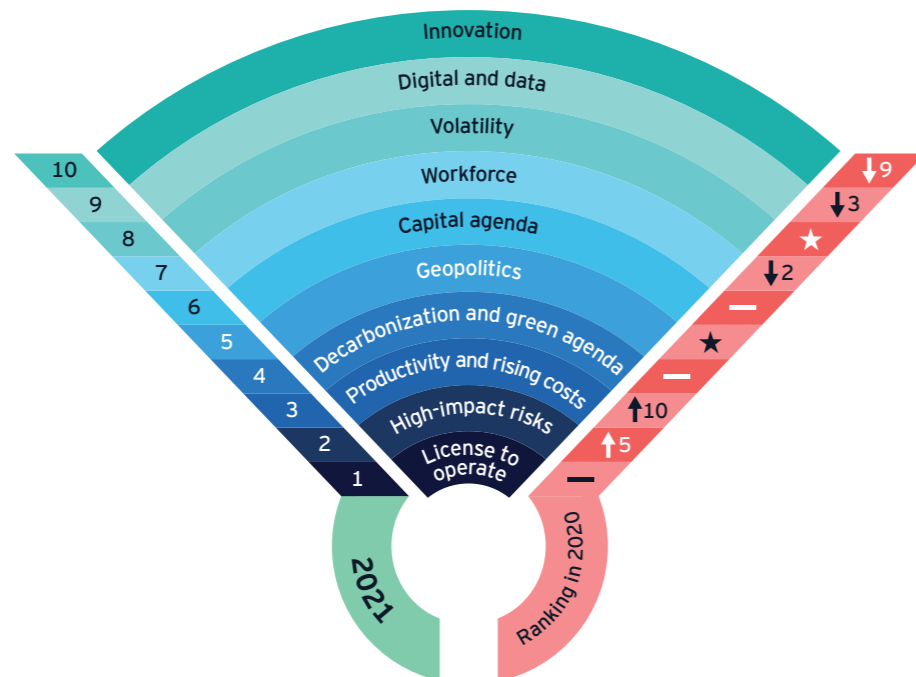 Innovation
Digital and data
Volatility
Workforce
Capital agenda
Geopolitics
Decarbonization and green agenda
Productivity and rising costs
High-impact risks
License to
operate
10
9
8
7
6
5
4
3
2
1
2021
9
3
2
10
5
Ranking in 2020